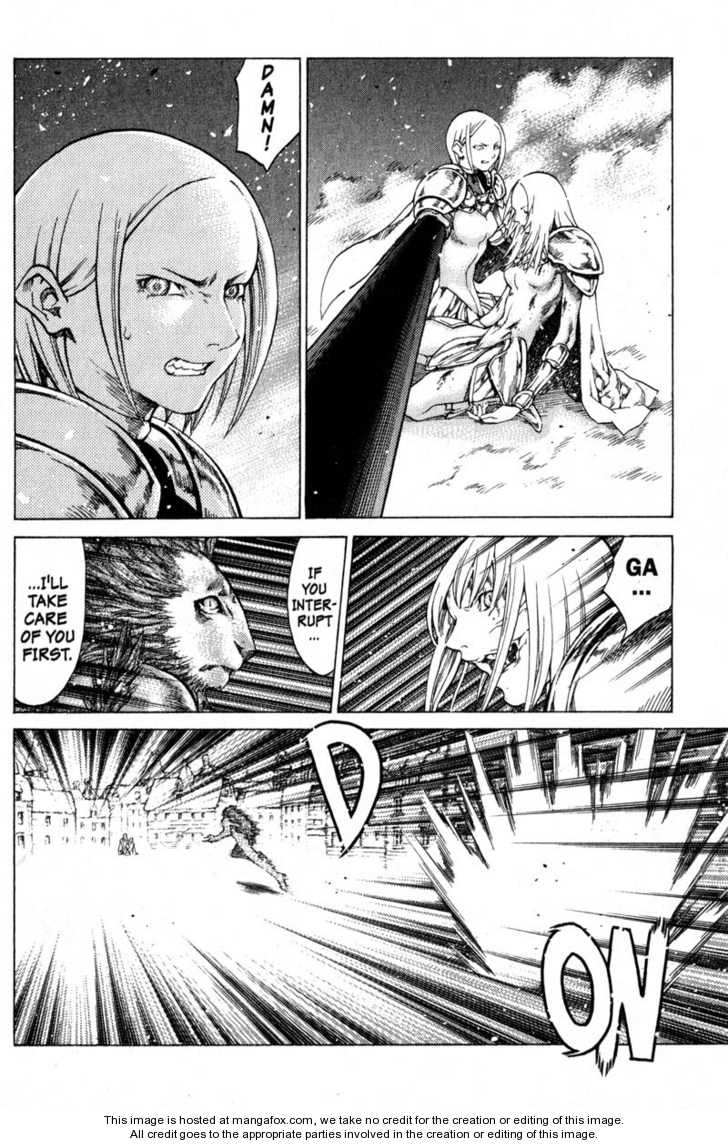 DAMN!
GA
...
IF
YOU
INTER-
RUPT
...
...I'LL
TAKE
CARE
OF YOU
FIRST.
D
ON
This image is hosted at mangafox.com, we take no credit for the creation or editing of this image.
All credit goes to the appropriate parties involved in the creation or editing of this image.